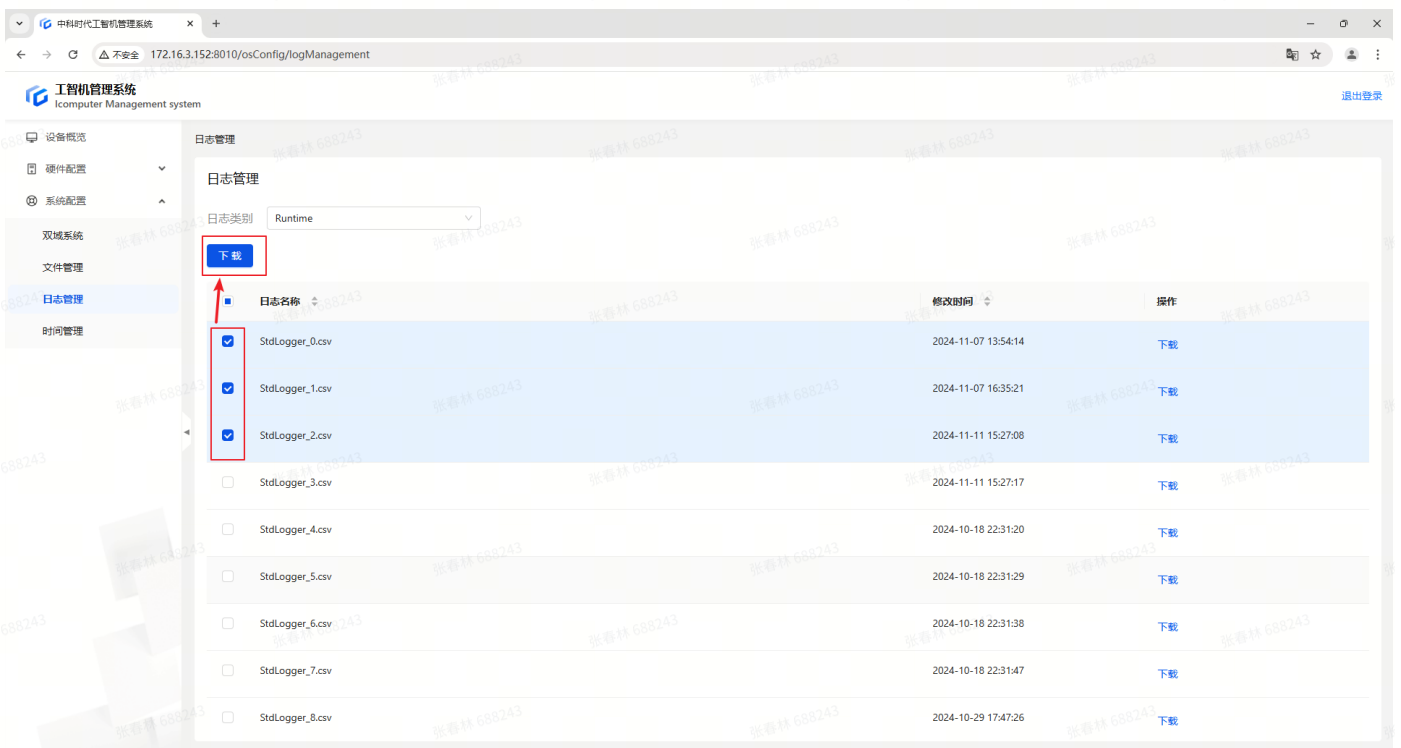 中科时代工智机管理系统
不安全 172.16.3.152:8010/osConfig/logManagement
工智机管理系统
Icomputer Management system
退出登录
设备概览
硬件配置
系统配置
双域系统
文件管理
日志管理
时间管理
日志管理
日志管理
日志类别 Runtime
下载
日志名称 修改时间 操作
StdLogger_0.csv 2024-11-07 13:54:14 下载
StdLogger_1.csv 2024-11-07 16:35:21 下载
StdLogger_2.csv 2024-11-11 15:27:08 下载
StdLogger_3.csv 2024-11-11 15:27:17 下载
StdLogger_4.csv 2024-10-18 22:31:20 下载
StdLogger_5.csv 2024-10-18 22:31:29 下载
StdLogger_6.csv 2024-10-18 22:31:38 下载
StdLogger_7.csv 2024-10-18 22:31:47 下载
StdLogger_8.csv 2024-10-29 17:47:26 下载
张春林 688243